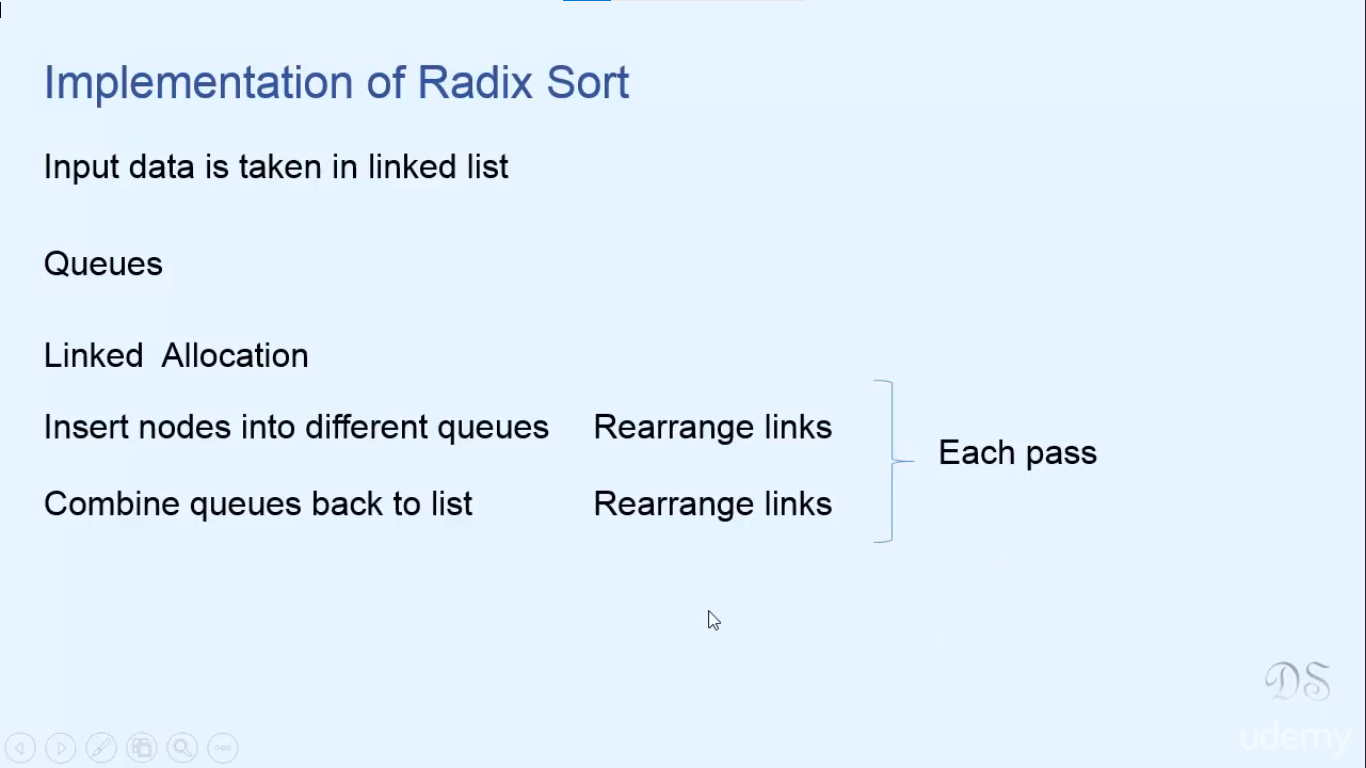 Implementation of Radix Sort
Input data is taken in linked list
Queues
Linked Allocation
Insert nodes into different queues Rearrange links
Each pass
Combine queues back to list Rearrange links
DS
udemy